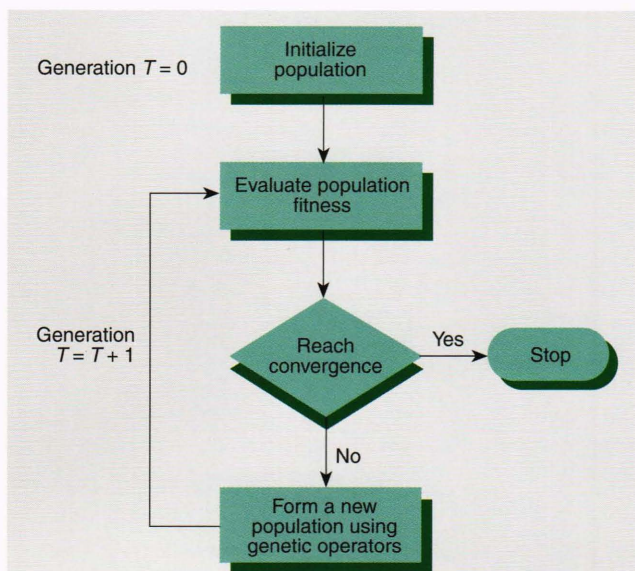 Generation T = 0
Initialize
population
Evaluate population
fitness
Generation
T = T + 1
Reach
convergence
Yes
Stop
No
Form a new
population using
genetic operators